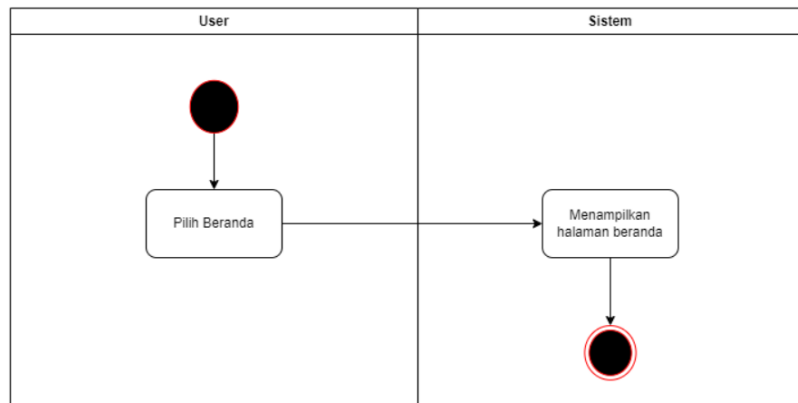 User
Sistem
Pilih Beranda
Menampilkan
halaman beranda